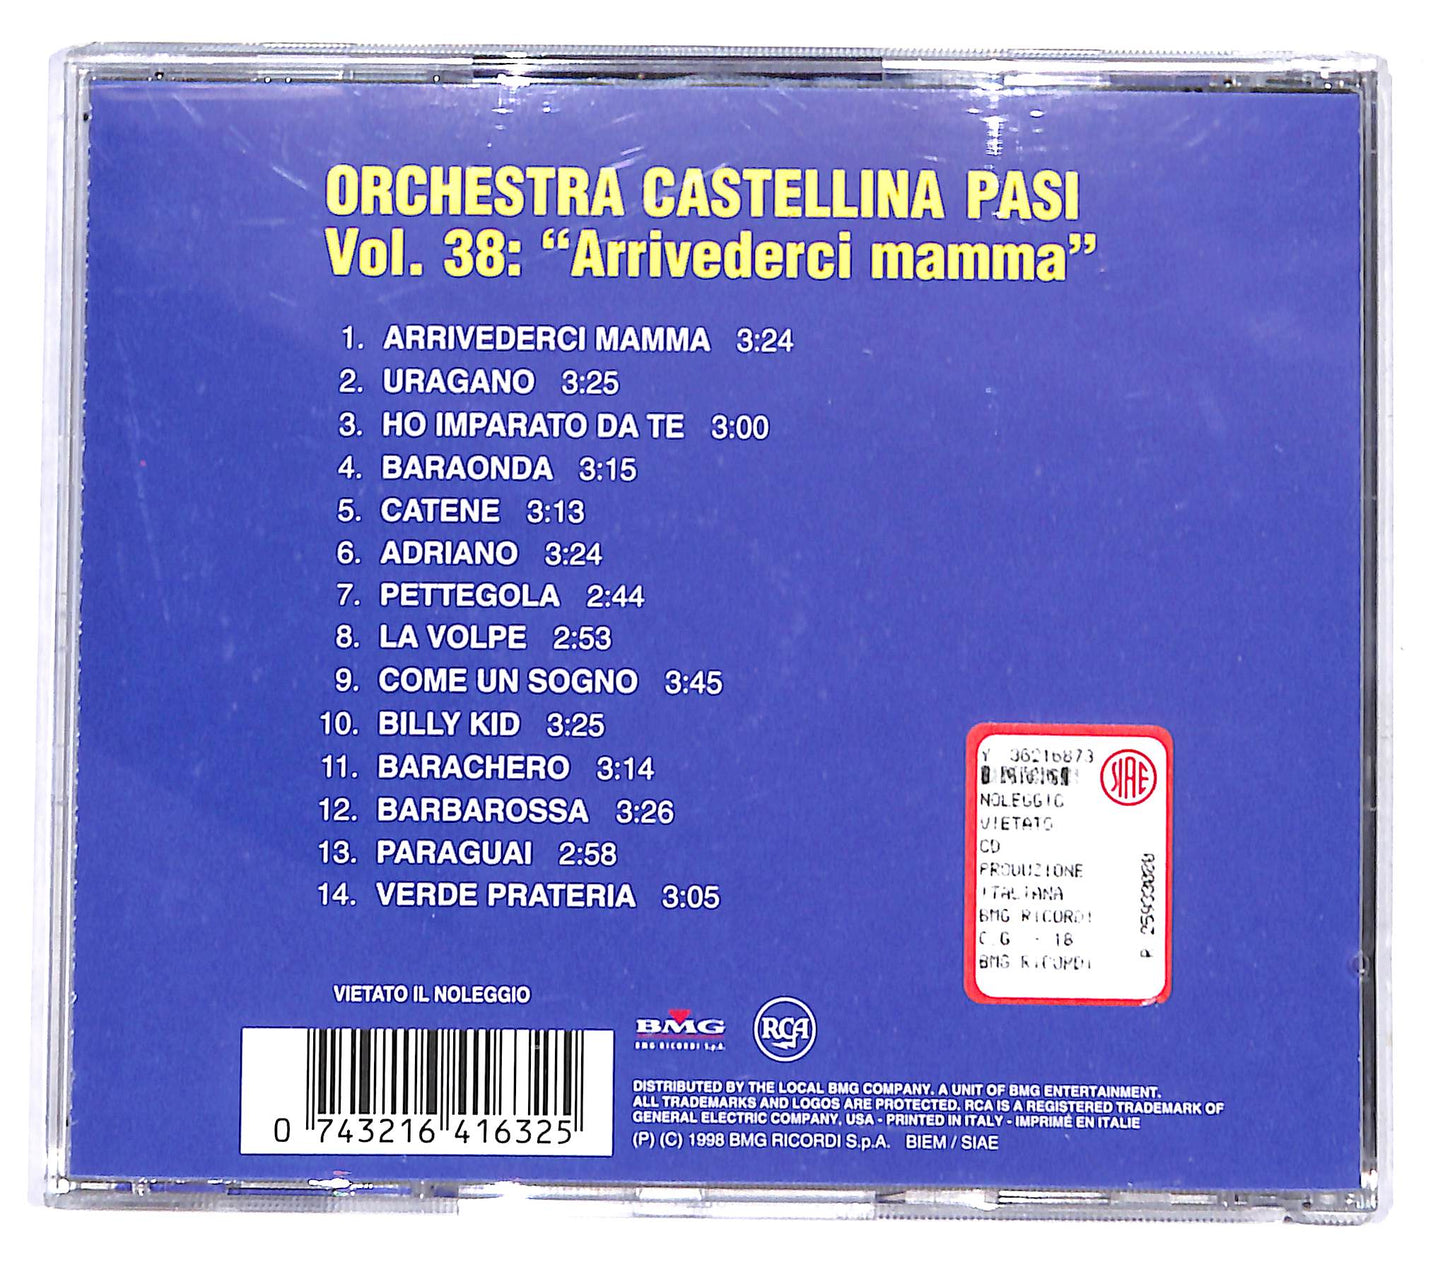 ORCHESTRA CASTELLINA PASI
Vol. 38: “Arrivederci mamma”
1. ARRIVEDERCI MAMMA 3:24
2. URAGANO 3:25
3. HO IMPARATO DA TE 3:00
4. BARAONDA 3:15
5. CATENE 3:13
6. ADRIANO 3:24
7. PETTEGOLA 2:44
8. LA VOLPE 2:53
9. COME UN SOGNO 3:45
10. BILLY KID 3:25
11. BARACHERO 3:14
12. BARBAROSSA 3:26
13. PARAGUAI 2:58
14. VERDE PRATERIA 3:05
Y 36216873
SIAE
NOLEGGIO
VIETATO
CD
PRODUZIONE
ITALIANA
BMG RICORDI
C.G - 18
BMG RICORDI
VIETATO IL NOLEGGIO
0 743216 416325
BMG
BMG RICORDI S.p.A.
RCA
DISTRIBUTED BY THE LOCAL BMG COMPANY. A UNIT OF BMG ENTERTAINMENT.
ALL TRADEMARKS AND LOGOS ARE PROTECTED. RCA IS A REGISTERED TRADEMARK OF
GENERAL ELECTRIC COMPANY, USA - PRINTED IN ITALY - IMPRIMÉ EN ITALIE
(P) (C) 1998 BMG RICORDI S.p.A. BIEM / SIAE